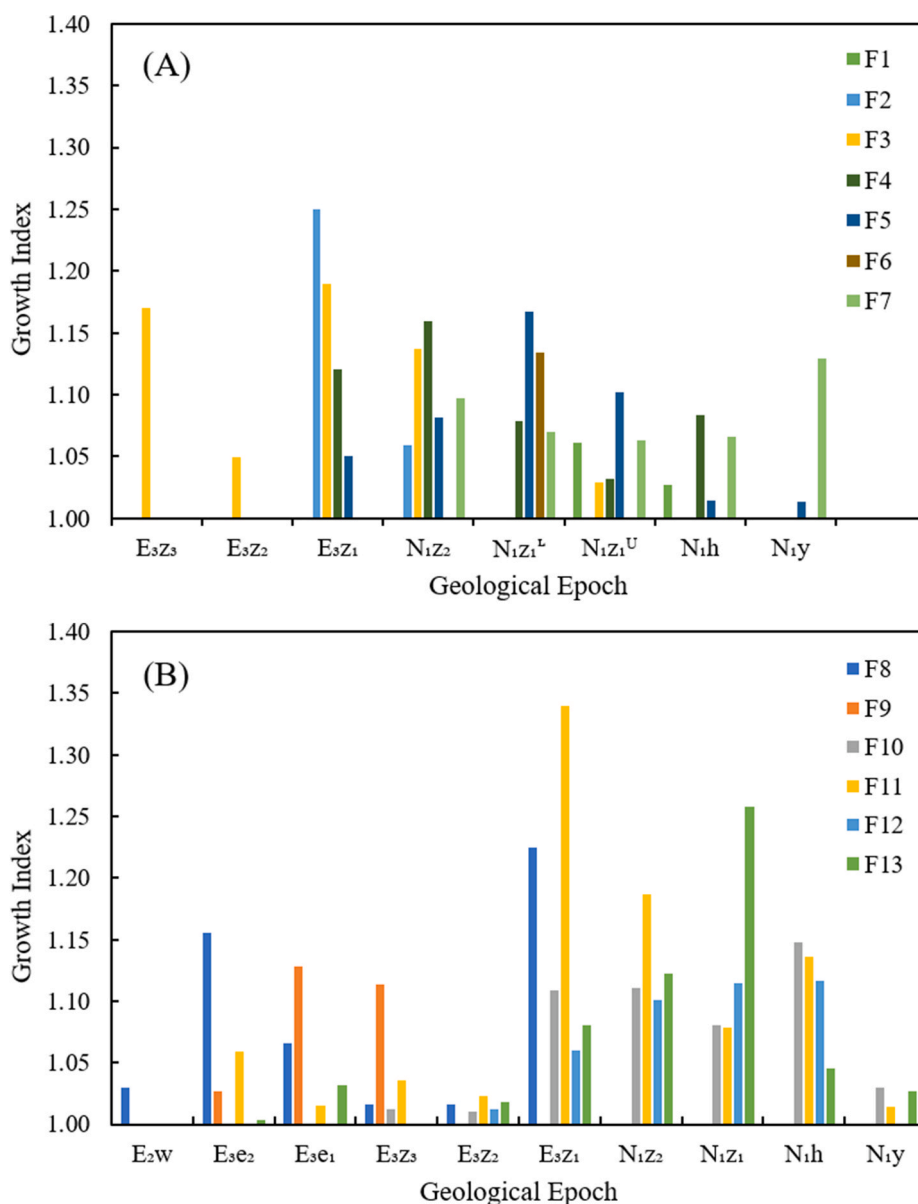 (A)
1.40
1.35
1.30
1.25
1.20
1.15
1.10
1.05
1.00
Growth Index
F1
F2
F3
F4
F5
F6
F7
E₃z₃ E₃z₂ E₃z₁ N₁z₂ N₁z₁ᴸ N₁z₁ᵁ N₁h N₁y
Geological Epoch
(B)
1.40
1.35
1.30
1.25
1.20
1.15
1.10
1.05
1.00
Growth Index
F8
F9
F10
F11
F12
F13
E₂w E₃e₂ E₃e₁ E₃z₃ E₃z₂ E₃z₁ N₁z₂ N₁z₁ N₁h N₁y
Geological Epoch